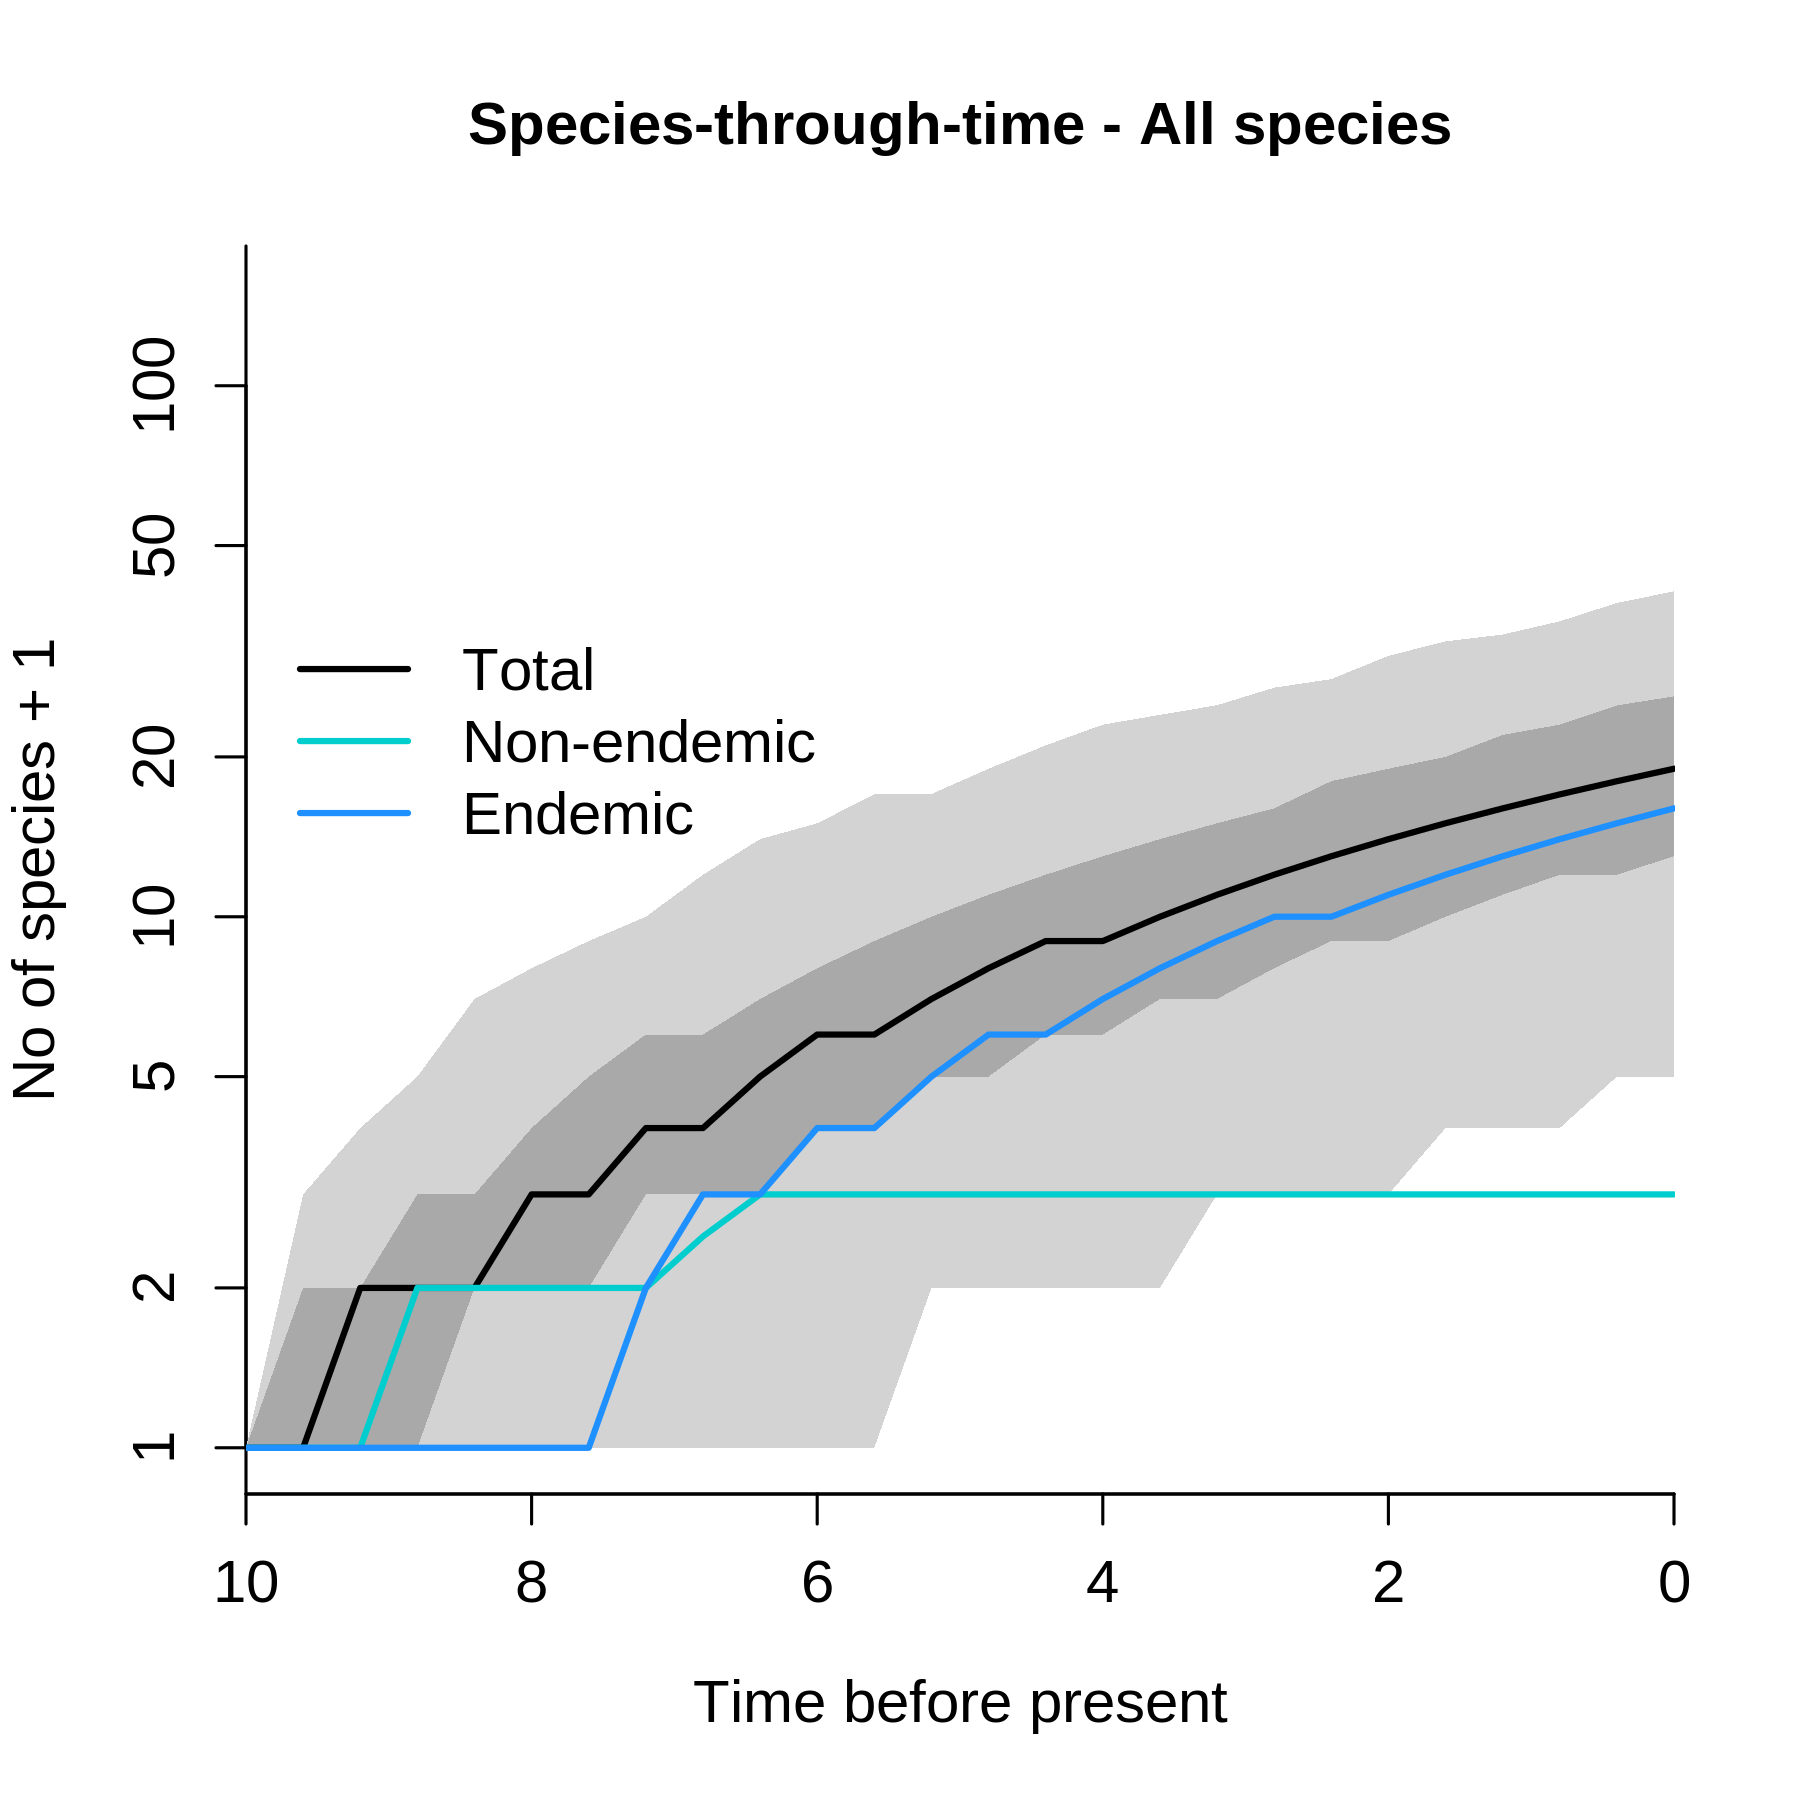 Species-through-time - All species
No of species + 1
100
50
20
10
5
2
1
Total
Non-endemic
Endemic
10 8 6 4 2 0
Time before present